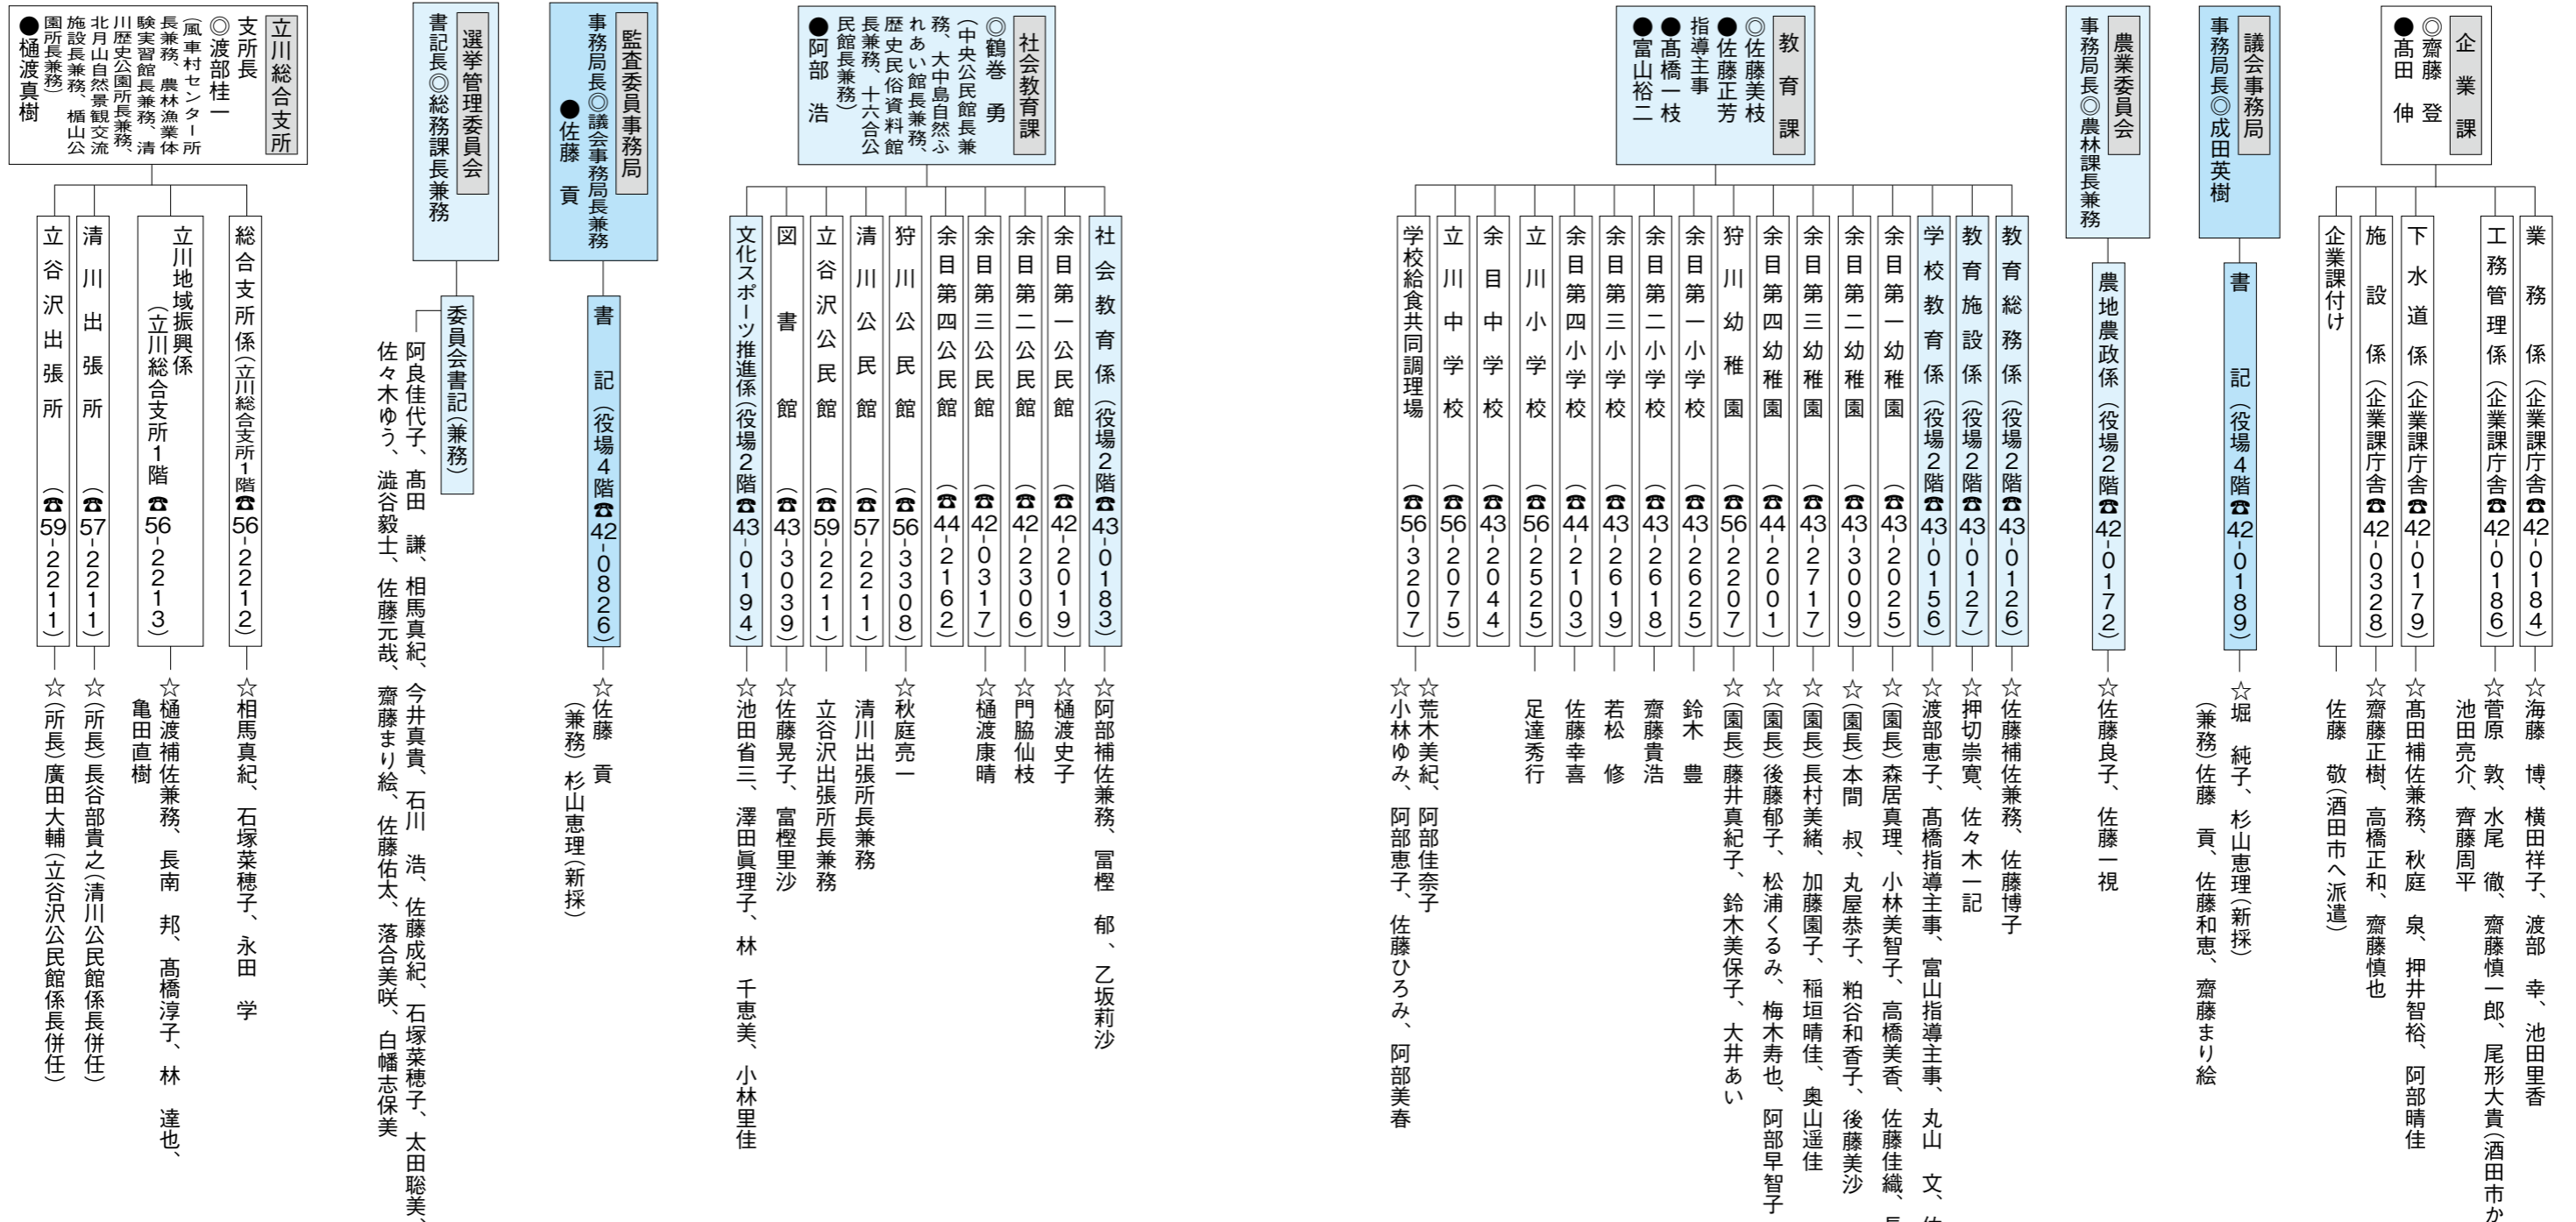 企業課
◎齋藤　登
●髙田　伸
業務係（企業課庁舎☎42-0184）
☆海藤　博、横田祥子、渡部　幸、池田里香
工務管理係（企業課庁舎☎42-0186）
☆菅原　敦、水尾　徹、齋藤慎一郎、尾形大貴（酒田市か
池田亮介、齊藤周平
下水道係（企業課庁舎☎42-0179）
☆髙田補佐兼務、秋庭　泉、押井智裕、阿部晴佳
施設係（企業課庁舎☎42-0328）
☆齋藤正樹、高橋正和、齋藤慎也
企業課付け
佐藤　敬（酒田市へ派遣）
議会事務局
事務局長◎成田英樹
書記（役場4階☎42-0189）
☆堀　純子、杉山恵理（新採）
（兼務）佐藤　貢、佐藤和恵、齋藤まり絵
農業委員会
事務局長◎農林課長兼務
農地農政係（役場2階☎42-0172）
☆佐藤良子、佐藤一視
教育課
◎佐藤美枝
●佐藤正芳
指導主事
●髙橋一枝
●富山裕二
教育総務係（役場2階☎43-0126）
☆佐藤補佐兼務、佐藤博子
教育施設係（役場2階☎43-0127）
☆押切崇寛、佐々木一記
学校教育係（役場2階☎43-0156）
☆渡部恵子、髙橋指導主事、富山指導主事、丸山　文、
余目第一幼稚園（☎43-2025）
☆（園長）森居真理、小林美智子、高橋美香、佐藤佳織、
余目第二幼稚園（☎43-3009）
☆（園長）本間　叔、丸屋恭子、粕谷和香子、後藤美沙
余目第三幼稚園（☎43-2717）
☆（園長）長村美緒、加藤園子、稲垣晴佳、奥山遥佳
余目第四幼稚園（☎44-2001）
☆（園長）後藤郁子、松浦くるみ、梅木寿也、阿部早智子
狩川幼稚園（☎56-2207）
☆（園長）藤井真紀子、鈴木美保子、大井あい
余目第一小学校（☎43-2625）
鈴木　豊
余目第二小学校（☎43-2618）
齋藤貴浩
余目第三小学校（☎43-2619）
若松　修
余目第四小学校（☎44-2103）
佐藤幸喜
立川小学校（☎56-2525）
足達秀行
余目中学校（☎43-2044）
立川中学校（☎56-2075）
学校給食共同調理場（☎56-3207）
☆荒木美紀、阿部佳奈子
☆小林ゆみ、阿部恵子、佐藤ひろみ、阿部美春
社会教育課
◎鶴巻　勇
（中央公民館長兼
務、大中島自然ふ
れあい館長兼務、
歴史民俗資料館
長兼務、十六合公
民館長兼務）
●阿部　浩
社会教育係（役場2階☎43-0183）
☆阿部補佐兼務、冨樫　郁、乙坂莉沙
余目第一公民館（☎42-2019）
☆樋渡史子
余目第二公民館（☎42-2306）
☆門脇仙枝
余目第三公民館（☎42-0317）
☆樋渡康晴
余目第四公民館（☎44-2162）
狩川公民館（☎56-3308）
☆秋庭亮一
清川公民館（☎57-2211）
清川出張所長兼務
立谷沢公民館（☎59-2211）
立谷沢出張所長兼務
図書館（☎43-3039）
☆佐藤晃子、富樫里沙
文化スポーツ推進係（役場2階☎43-0194）
☆池田省三、澤田眞理子、林　千恵美、小林里佳
監査委員事務局
事務局長◎議会事務局長兼務
●佐藤　貢
書記（役場4階☎42-0826）
☆佐藤　貢
（兼務）杉山恵理（新採）
選挙管理委員会
書記長◎総務課長兼務
委員会書記（兼務）
阿良佳代子、髙田　謙、相馬真紀、今井真貴、石川　浩、佐藤成紀、石塚菜穂子、太田聡美、
佐々木ゆう、澁谷毅士、佐藤元哉、齋藤まり絵、佐藤佑太、落合美咲、白幡志保美
立川総合支所
支所長
◎渡部桂一
（風車村センター所
長兼務、農林漁業体
験実習館長兼務、清
川歴史公園所長兼務、
北月山自然景観交流
施設長兼務、楯山公
園所長兼務）
●樋渡真樹
総合支所係（立川総合支所1階☎56-2212）
☆相馬真紀、石塚菜穂子、永田　学
立川地域振興係
（立川総合支所1階☎56-2213）
☆樋渡補佐兼務、長南　邦、髙橋淳子、林　達也、
亀田直樹
清川出張所（☎57-2211）
☆（所長）長谷部貴之（清川公民館係長併任）
立谷沢出張所（☎59-2211）
☆（所長）廣田大輔（立谷沢公民館係長併任）